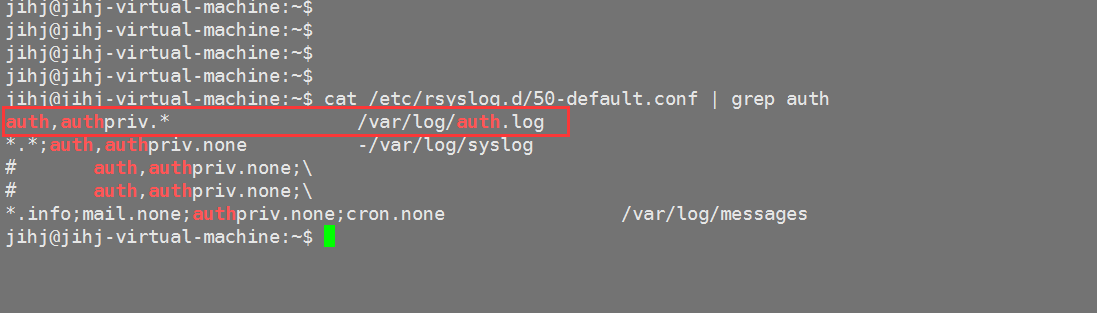 jihj@jihj-virtual-machine:~$
jihj@jihj-virtual-machine:~$
jihj@jihj-virtual-machine:~$
jihj@jihj-virtual-machine:~$
jihj@jihj-virtual-machine:~$ cat /etc/rsyslog.d/50-default.conf | grep auth
auth,authpriv.*                 /var/log/auth.log
*.*;auth,authpriv.none          -/var/log/syslog
#       auth,authpriv.none;\
#       auth,authpriv.none;\
*.info;mail.none;authpriv.none;cron.none                /var/log/messages
jihj@jihj-virtual-machine:~$